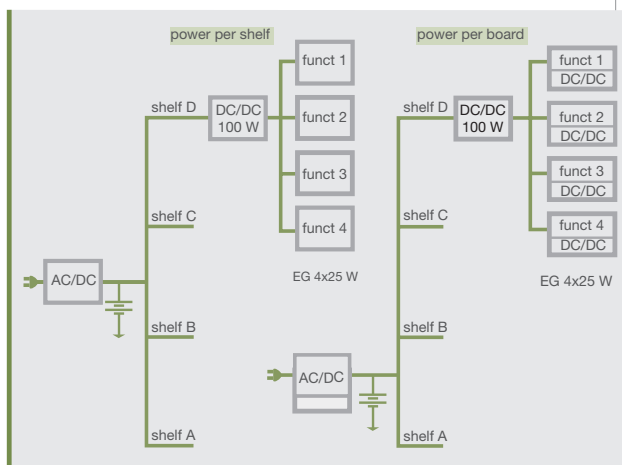 power per shelf
funct 1
shelf D
DC/DC
100 W
funct 2
funct 3
shelf C
funct 4
EG 4x25 W
AC/DC
shelf B
shelf A
power per board
funct 1
DC/DC
shelf D
DC/DC
100 W
funct 2
DC/DC
funct 3
DC/DC
shelf C
funct 4
DC/DC
EG 4x25 W
shelf B
AC/DC
shelf A